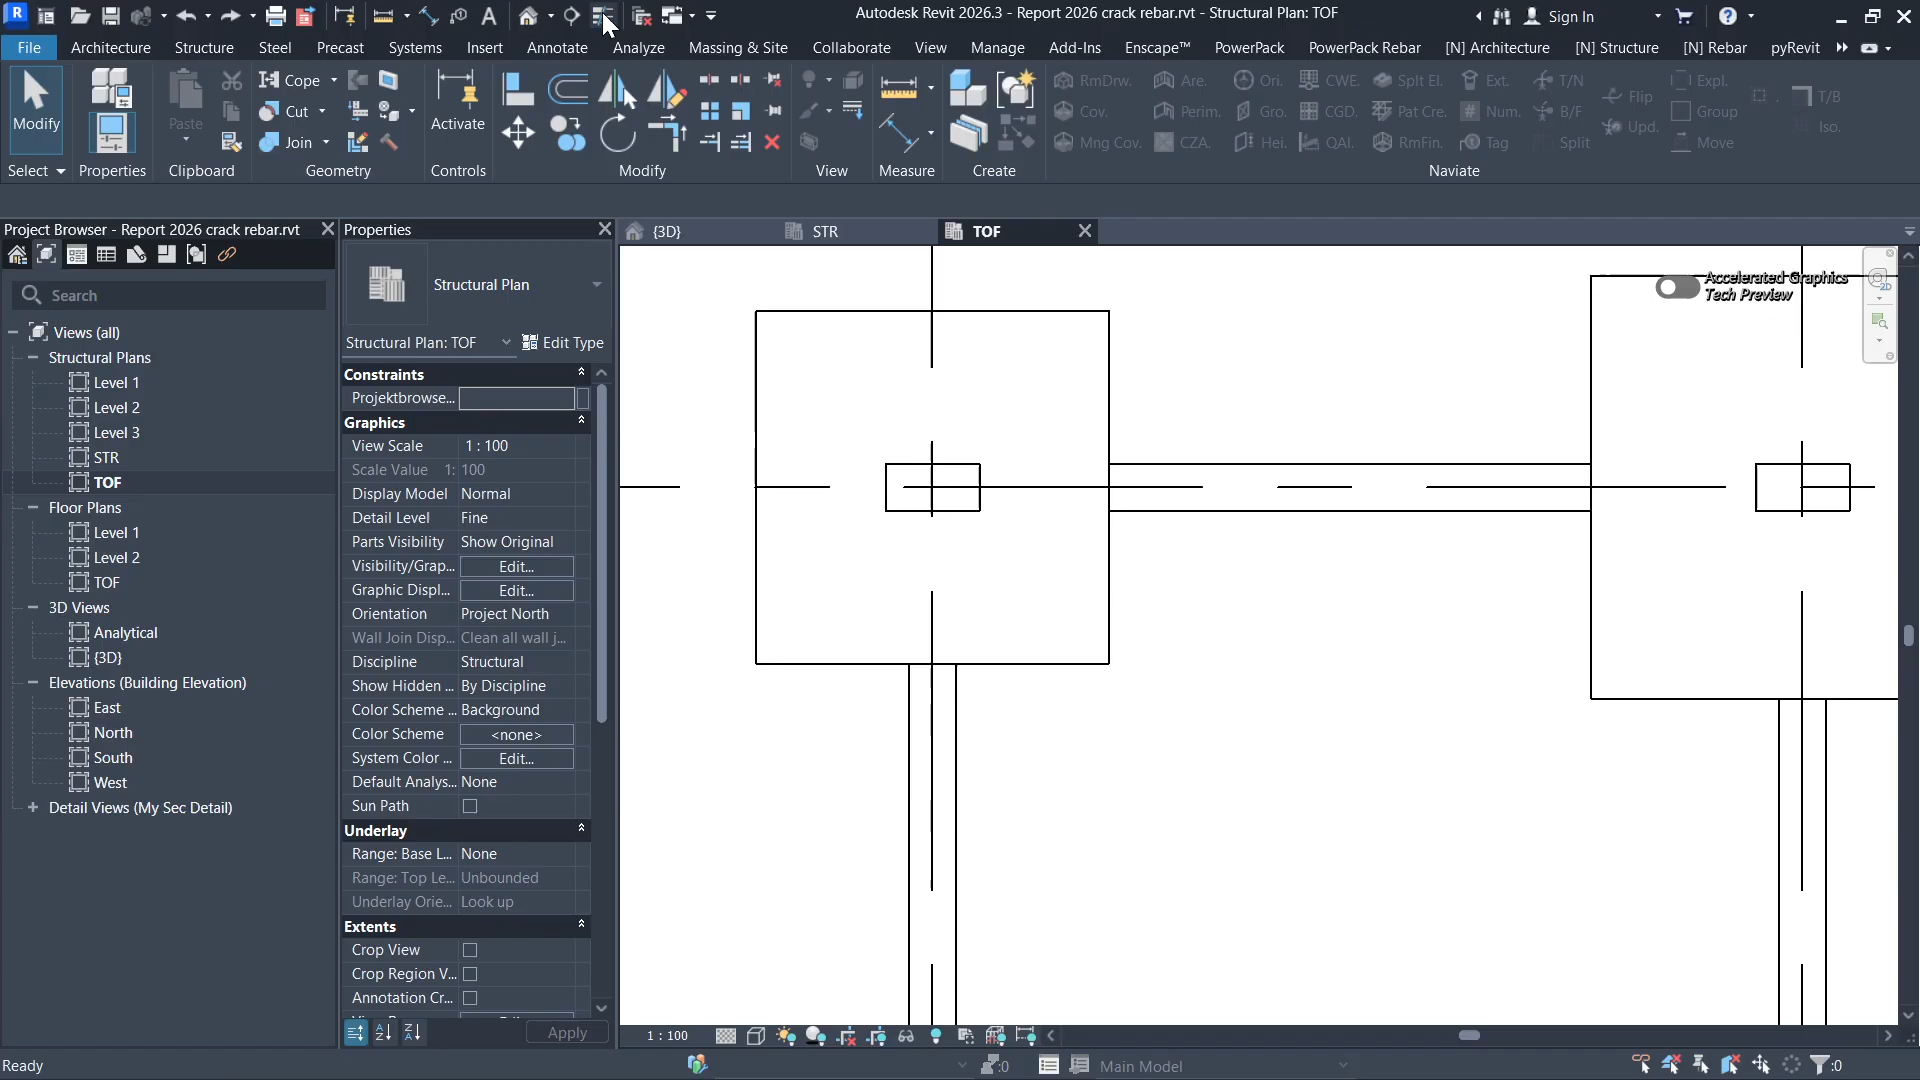 Autodesk Revit 2026.3 - Report 2026 crack rebar.rvt - Structural Plan: TOF
Sign In
File Architecture Structure Steel Precast Systems Insert Annotate Analyze Massing & Site Collaborate View Manage Add-Ins Enscape™ PowerPack PowerPack Rebar [N] Architecture [N] Structure [N] Rebar pyRevit
Modify
Paste
Cope
Cut
Join
Activate
RmDrw. Are. Ori. CWE. Splt El. Ext. T/N Flip Expl. T/B
Cov. Perim. Gro. CGD. Pat Cre. Num. B/F Upd. Group Iso.
Mng Cov. CZA. Hei. QAI. RmFin. Tag Split Move
Select Properties Clipboard Geometry Controls Modify View Measure Create Naviate
Project Browser - Report 2026 crack rebar.rvt
Search
Views (all)
Structural Plans
Level 1
Level 2
Level 3
STR
TOF
Floor Plans
Level 1
Level 2
TOF
3D Views
Analytical
{3D}
Elevations (Building Elevation)
East
North
South
West
Detail Views (My Sec Detail)
Properties
Structural Plan
Structural Plan: TOF Edit Type
Constraints
Projektbrowse...
Graphics
View Scale 1 : 100
Scale Value 1: 100
Display Model Normal
Detail Level Fine
Parts Visibility Show Original
Visibility/Grap... Edit...
Graphic Displ... Edit...
Orientation Project North
Wall Join Disp... Clean all wall j...
Discipline Structural
Show Hidden ... By Discipline
Color Scheme ... Background
Color Scheme <none>
System Color ... Edit...
Default Analys... None
Sun Path
Underlay
Range: Base L... None
Range: Top Le... Unbounded
Underlay Orie... Look up
Extents
Crop View
Crop Region V...
Annotation Cr...
Apply
{3D} STR TOF
Accelerated Graphics
Tech Preview
2D
1 : 100
Ready
:0
Main Model
:0